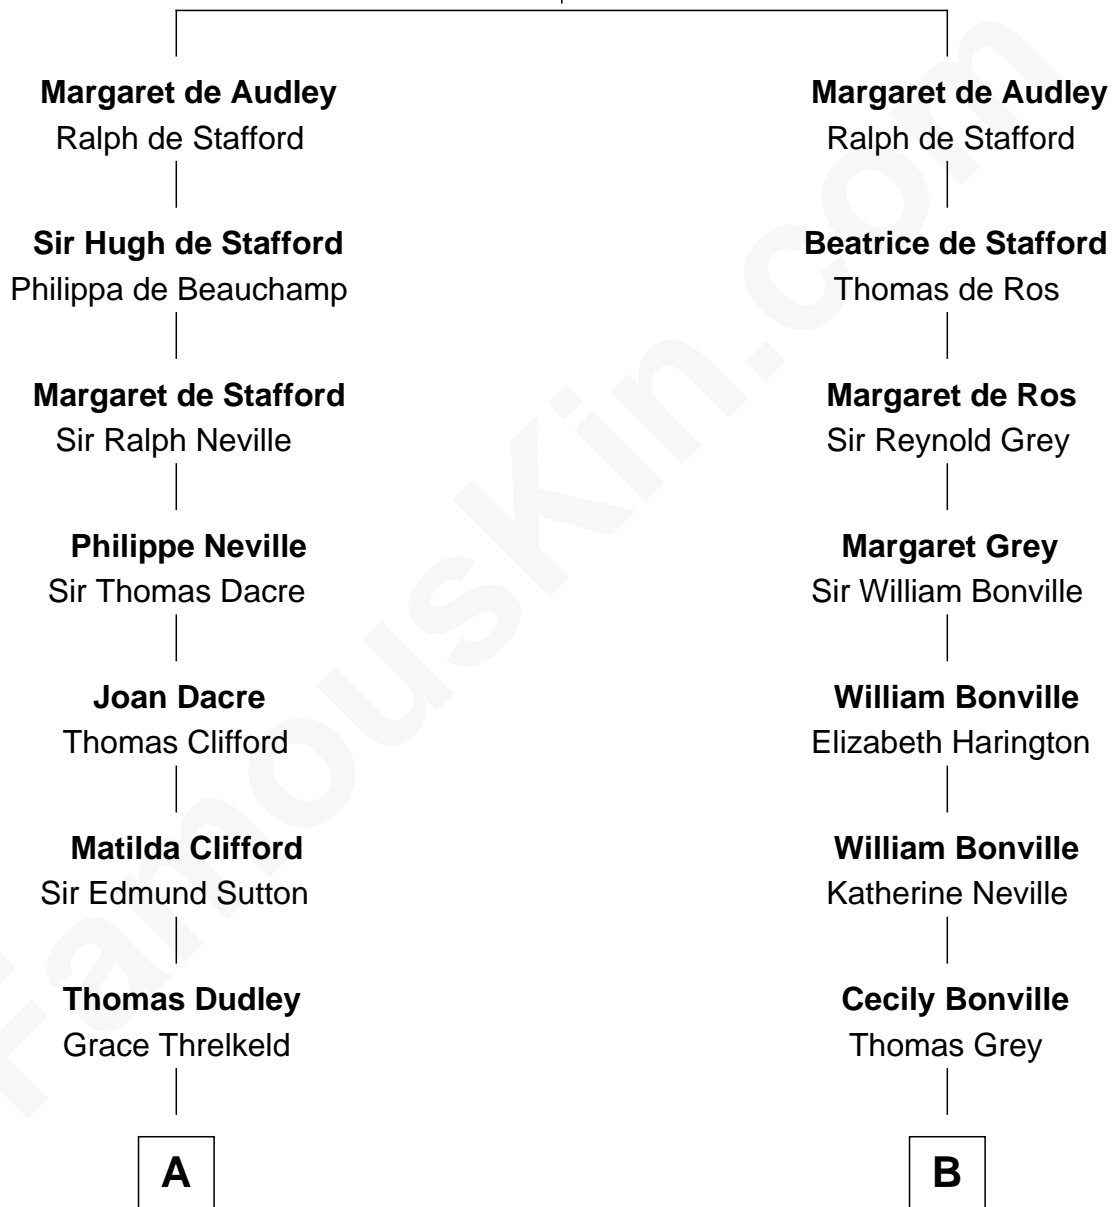 Margaret de Audley
Ralph de Stafford
Sir Hugh de Stafford
Philippa de Beauchamp
Margaret de Stafford
Sir Ralph Neville
Philippe Neville
Sir Thomas Dacre
Joan Dacre
Thomas Clifford
Matilda Clifford
Sir Edmund Sutton
Thomas Dudley
Grace Threlkeld
A
Margaret de Audley
Ralph de Stafford
Beatrice de Stafford
Thomas de Ros
Margaret de Ros
Sir Reynold Grey
Margaret Grey
Sir William Bonville
William Bonville
Elizabeth Harington
William Bonville
Katherine Neville
Cecily Bonville
Thomas Grey
B
FamousKin.com